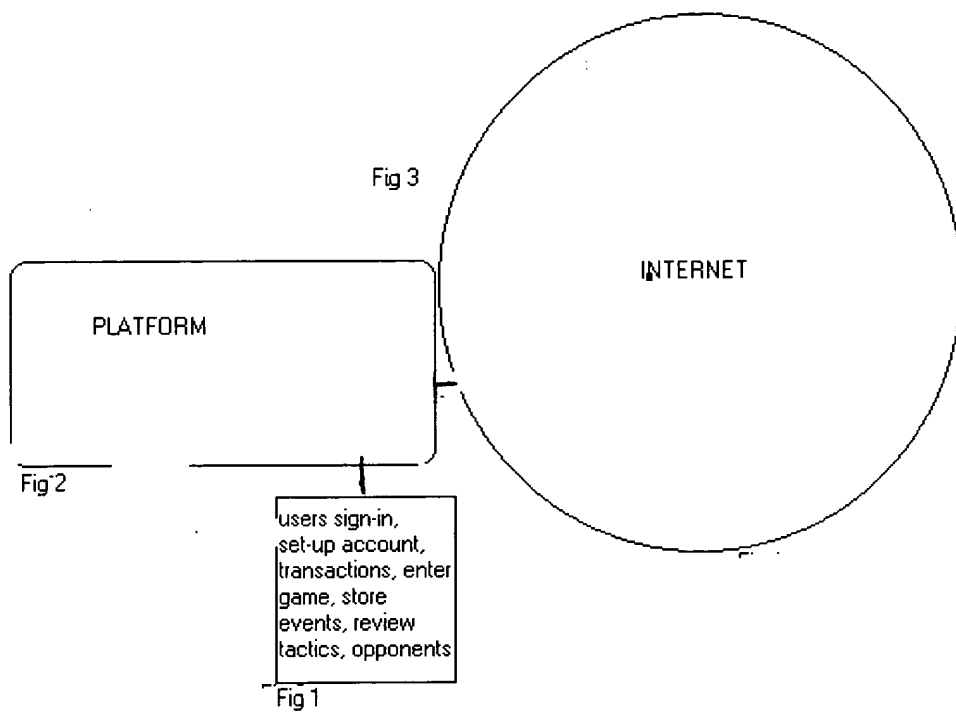 Fig 3
INTERNET
PLATFORM
Fig 2
users sign-in,
set-up account,
transactions, enter
game, store
events, review
tactics, opponents
Fig 1